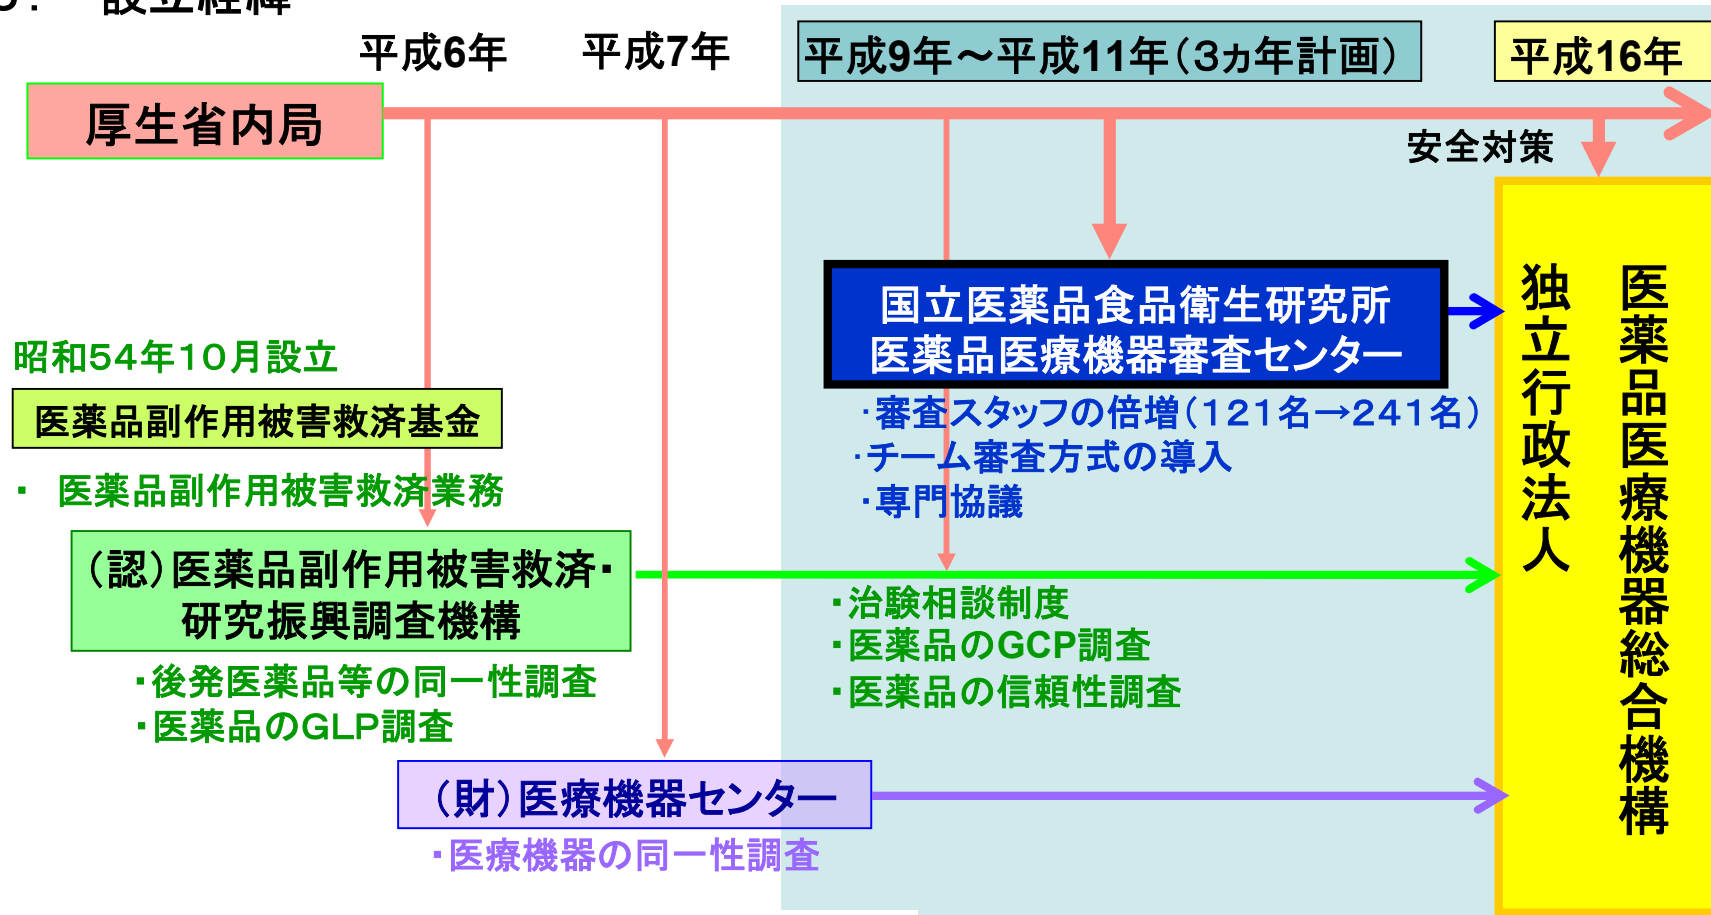 設立経緯
平成6年
平成7年
平成9年～平成11年(3ヵ年計画)
平成16年
厚生省内局
安全対策
国立医薬品食品衛生研究所
医薬品医療機器審査センター
・審査スタッフの倍増(121名→241名)
・チーム審査方式の導入
・専門協議
昭和54年10月設立
医薬品副作用被害救済基金
・ 医薬品副作用被害救済業務
(認)医薬品副作用被害救済・
研究振興調査機構
・後発医薬品等の同一性調査
・医薬品のGLP調査
・治験相談制度
・医薬品のGCP調査
・医薬品の信頼性調査
(財)医療機器センター
・医療機器の同一性調査
独立行政法人
医薬品医療機器総合機構